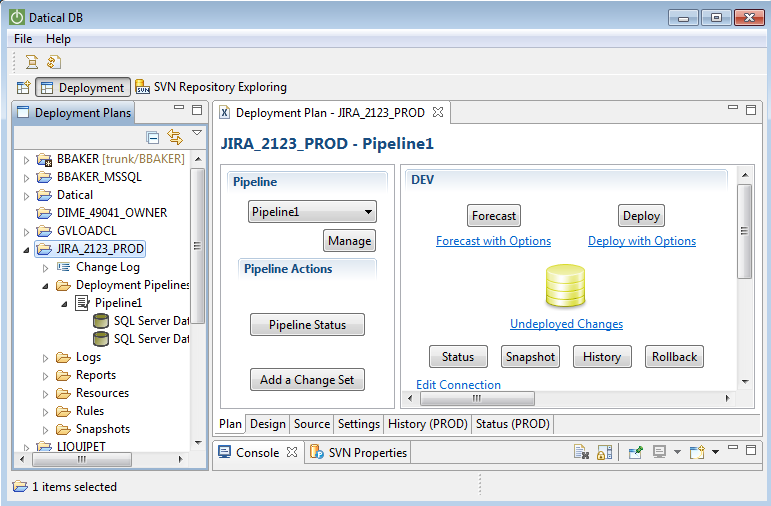 Datical DB
File Help
Deployment SVN Repository Exploring
Deployment Plans
BBAKER [trunk/BBAKER]
BBAKER_MSSQL
Datical
DIME_49041_OWNER
GVLOADCL
JIRA_2123_PROD
Change Log
Deployment Pipelines
Pipeline1
SQL Server Dat
SQL Server Dat
Logs
Reports
Resources
Rules
Snapshots
LIQUIPET
Deployment Plan - JIRA_2123_PROD
JIRA_2123_PROD - Pipeline1
Pipeline
Pipeline1
Manage
Pipeline Actions
Pipeline Status
Add a Change Set
DEV
Forecast Deploy
Forecast with Options Deploy with Options
Undeployed Changes
Status Snapshot History Rollback
Edit Connection
Plan Design Source Settings History (PROD) Status (PROD)
Console SVN Properties
1 items selected